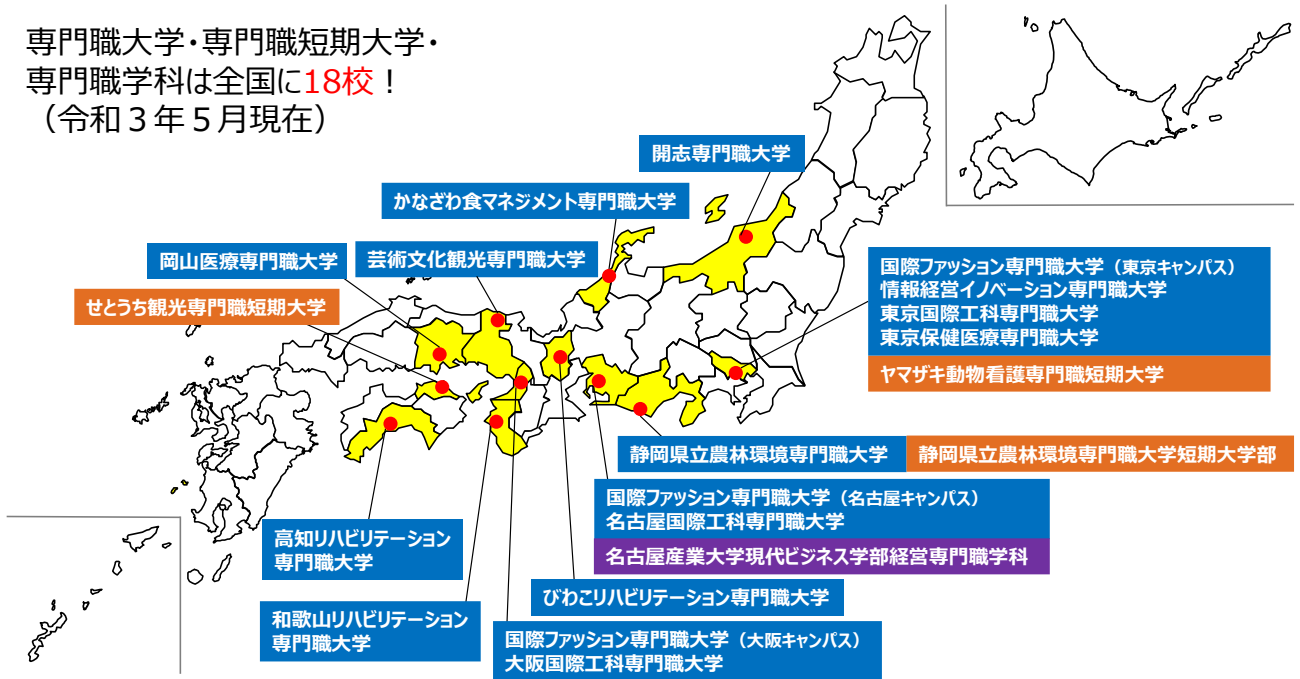 専門職大学・専門職短期大学・
専門職学科は全国に18校！
（令和３年５月現在）
開志専門職大学
かなざわ食マネジメント専門職大学
岡山医療専門職大学
芸術文化観光専門職大学
せとうち観光専門職短期大学
国際ファッション専門職大学（東京キャンパス）
情報経営イノベーション専門職大学
東京国際工科専門職大学
東京保健医療専門職大学
ヤマザキ動物看護専門職短期大学
静岡県立農林環境専門職大学
静岡県立農林環境専門職大学短期大学部
国際ファッション専門職大学（名古屋キャンパス）
名古屋国際工科専門職大学
名古屋産業大学現代ビジネス学部経営専門職学科
高知リハビリテーション
専門職大学
びわこリハビリテーション専門職大学
和歌山リハビリテーション
専門職大学
国際ファッション専門職大学（大阪キャンパス）
大阪国際工科専門職大学